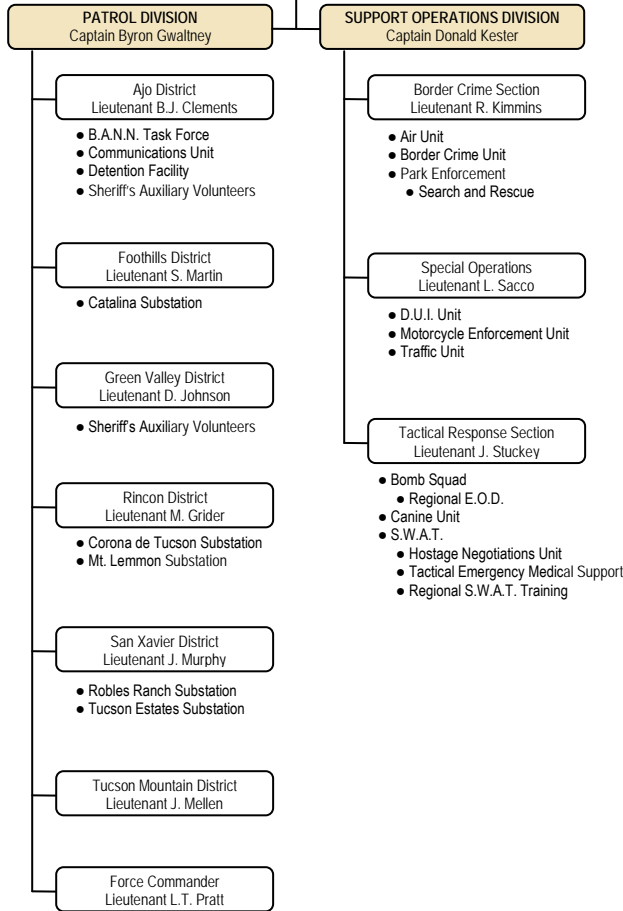 PATROL DIVISION
Captain Byron Gwaltney
Ajo District
Lieutenant B.J. Clements
● B.A.N.N. Task Force
● Communications Unit
● Detention Facility
● Sheriff's Auxiliary Volunteers
Foothills District
Lieutenant S. Martin
● Catalina Substation
Green Valley District
Lieutenant D. Johnson
● Sheriff's Auxiliary Volunteers
Rincon District
Lieutenant M. Grider
● Corona de Tucson Substation
● Mt. Lemmon Substation
San Xavier District
Lieutenant J. Murphy
● Robles Ranch Substation
● Tucson Estates Substation
Tucson Mountain District
Lieutenant J. Mellen
Force Commander
Lieutenant L.T. Pratt
SUPPORT OPERATIONS DIVISION
Captain Donald Kester
Border Crime Section
Lieutenant R. Kimmins
● Air Unit
● Border Crime Unit
● Park Enforcement
● Search and Rescue
Special Operations
Lieutenant L. Sacco
● D.U.I. Unit
● Motorcycle Enforcement Unit
● Traffic Unit
Tactical Response Section
Lieutenant J. Stuckey
● Bomb Squad
● Regional E.O.D.
● Canine Unit
● S.W.A.T.
● Hostage Negotiations Unit
● Tactical Emergency Medical Support
● Regional S.W.A.T. Training